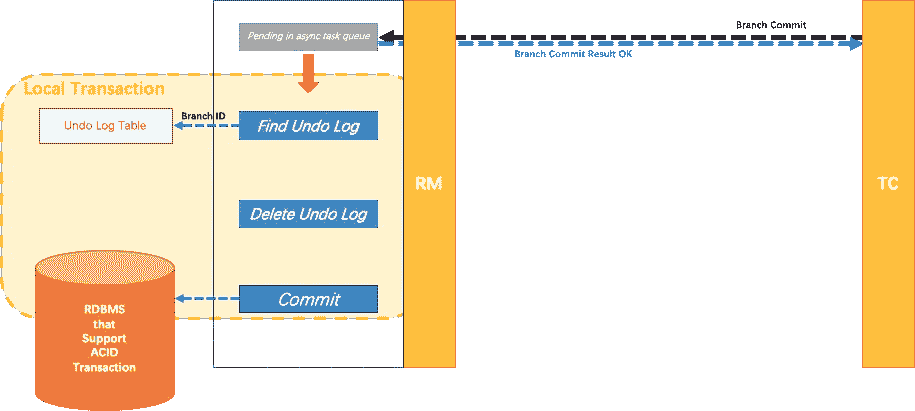 Branch Commit
Pending in async task queue
Branch Commit Result OK
Local Transaction
Branch ID
Undo Log Table
Find Undo Log
RM
TC
Delete Undo Log
Commit
RDBMS
that
Support
ACID
Transaction